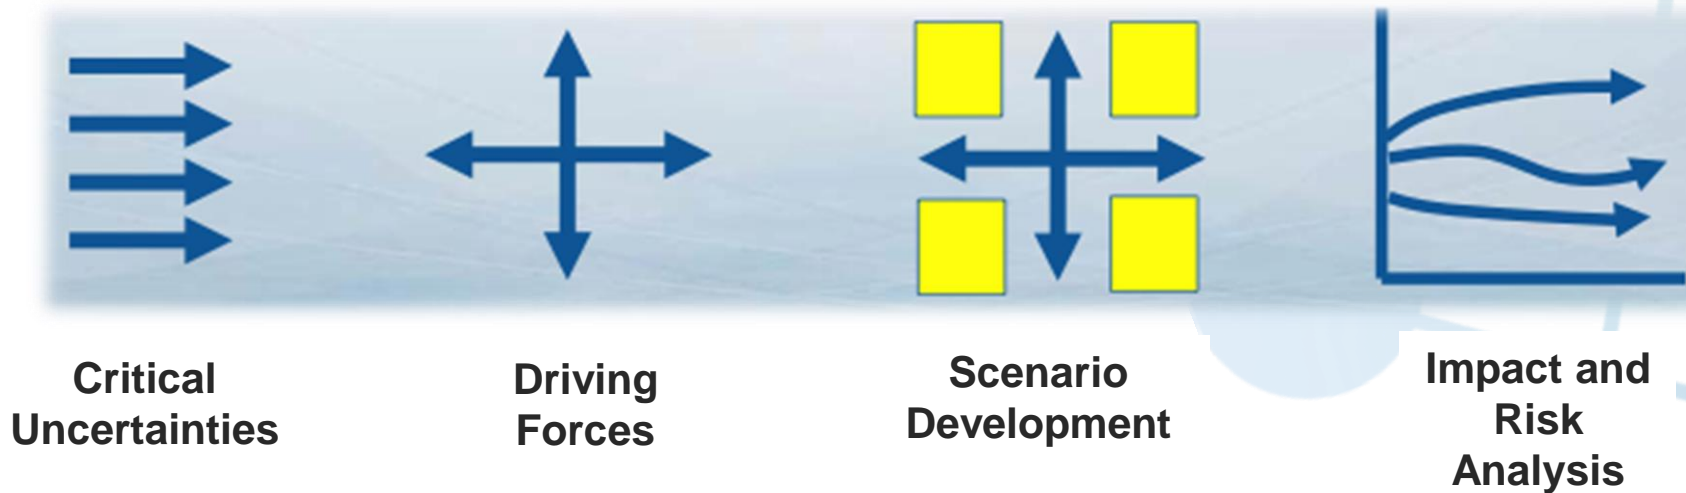 Critical
Uncertainties
Driving
Forces
Scenario
Development
Impact and
Risk
Analysis